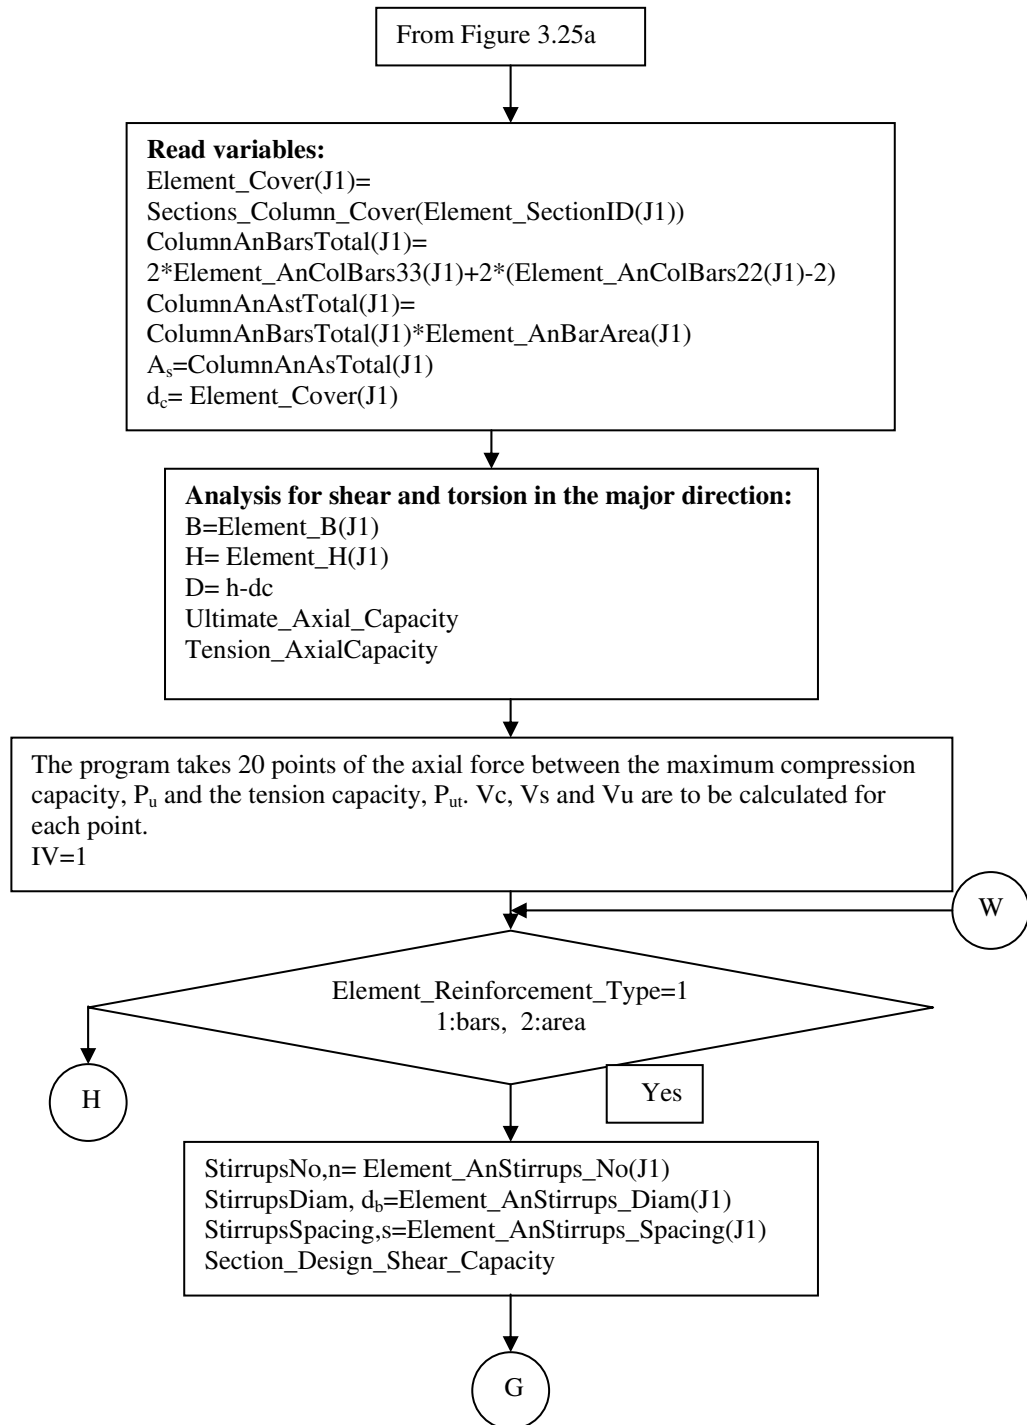 From Figure 3.25a
Read variables:
Element_Cover(J1)=
Sections_Column_Cover(Element_SectionID(J1))
ColumnAnBarsTotal(J1)=
2*Element_AnColBars33(J1)+2*(Element_AnColBars22(J1)-2)
ColumnAnAstTotal(J1)=
ColumnAnBarsTotal(J1)*Element_AnBarArea(J1)
As=ColumnAnAsTotal(J1)
dc= Element_Cover(J1)
Analysis for shear and torsion in the major direction:
B=Element_B(J1)
H= Element_H(J1)
D= h-dc
Ultimate_Axial_Capacity
Tension_AxialCapacity
The program takes 20 points of the axial force between the maximum compression
capacity, Pu and the tension capacity, Put. Vc, Vs and Vu are to be calculated for
each point.
IV=1
W
Element_Reinforcement_Type=1
1:bars, 2:area
H
Yes
StirrupsNo,n= Element_AnStirrups_No(J1)
StirrupsDiam, db=Element_AnStirrups_Diam(J1)
StirrupsSpacing,s=Element_AnStirrups_Spacing(J1)
Section_Design_Shear_Capacity
G